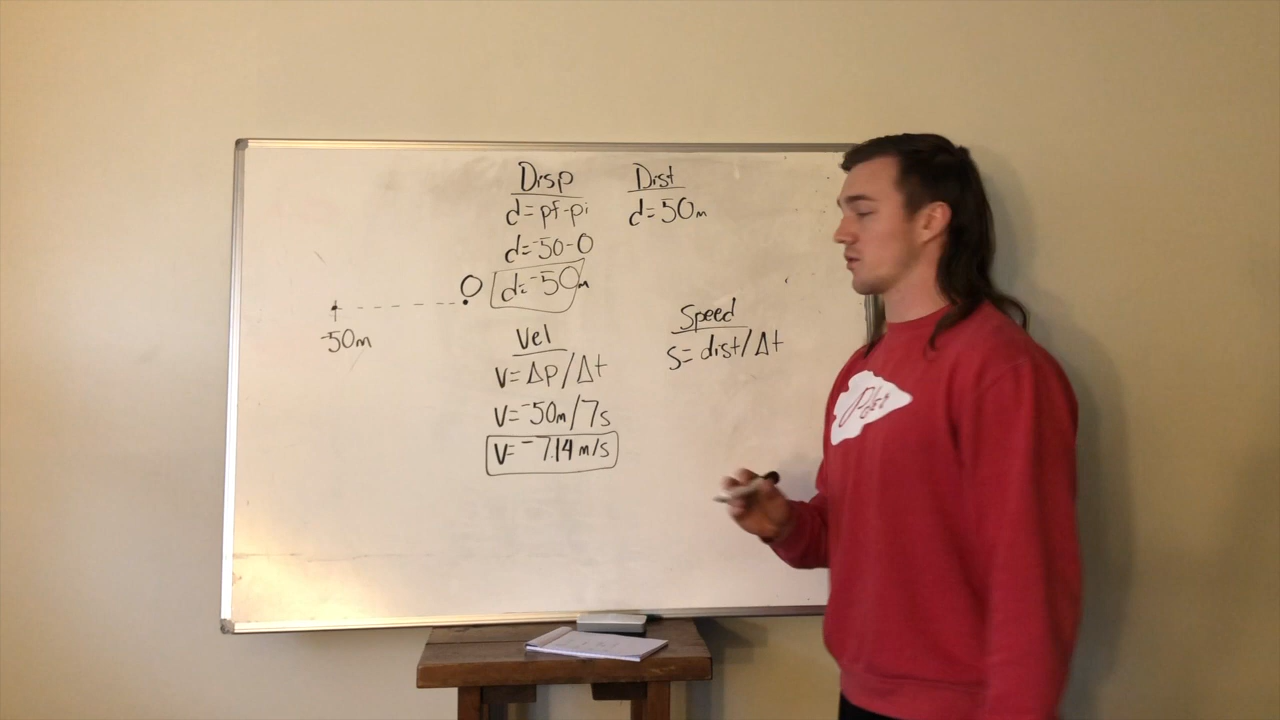 Disp
d=pf-pi
d=-50-0
d=-50m
Dist
d=50m
0
-50m
Vel
v=Δp/Δt
v=-50m/7s
v=-7.14 m/s
Speed
s=dist/Δt